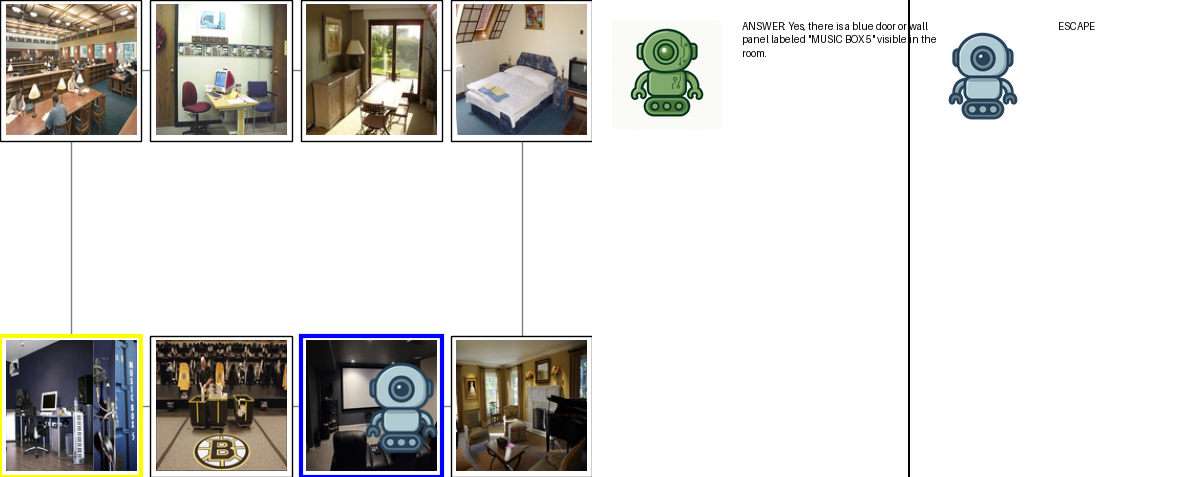 ANSWER: Yes, there is a blue door or wall
panel labeled "MUSIC BOX 5" visible in the
room.
ESCAPE
MUSIC BOX 5
B